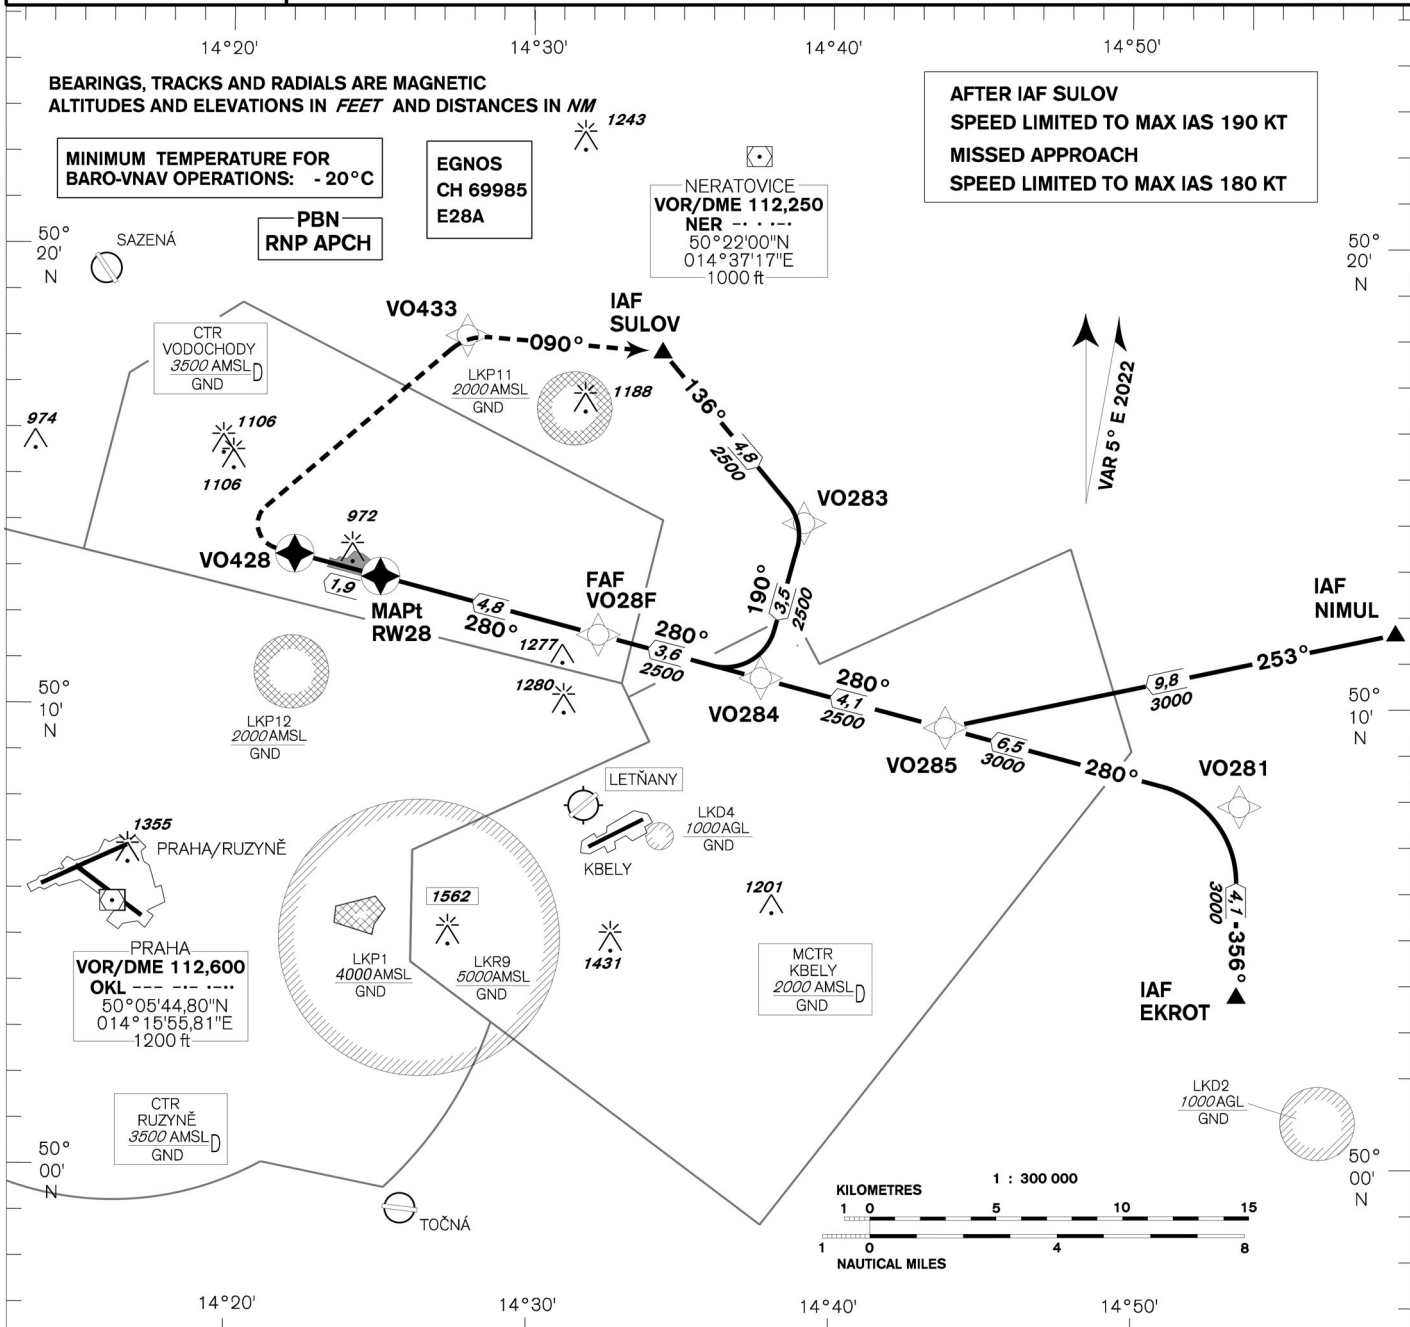 14°20'
14°30'
14°40'
14°50'
BEARINGS, TRACKS AND RADIALS ARE MAGNETIC
ALTITUDES AND ELEVATIONS IN FEET AND DISTANCES IN NM
AFTER IAF SULOV
SPEED LIMITED TO MAX IAS 190 KT
MISSED APPROACH
SPEED LIMITED TO MAX IAS 180 KT
MINIMUM TEMPERATURE FOR
BARO-VNAV OPERATIONS: - 20°C
EGNOS
CH 69985
E28A
PBN
RNP APCH
1243
NERATOVICE
VOR/DME 112,250
NER –· · ·–·
50°22'00"N
014°37'17"E
1000 ft
50°
20'
N
SAZENÁ
50°
20'
N
VO433
IAF
SULOV
090°
CTR
VODOCHODY
3500 AMSL D
GND
LKP11
2000 AMSL
GND
1188
136°
4,8
2500
VAR 5° E 2022
974
1106
1106
VO283
972
VO428
1,9
MAPt
RW28
4,8
280°
FAF
VO28F
190°
3,5
2500
280°
3,6
2500
IAF
NIMUL
253°
9,8
3000
1277
1280
VO284
280°
4,1
2500
VO285
6,5
3000
280°
VO281
50°
10'
N
50°
10'
N
LKP12
2000 AMSL
GND
LETŇANY
LKD4
1000 AGL
GND
KBELY
1355
PRAHA/RUZYNĚ
1562
1201
4,1
3000
356°
IAF
EKROT
PRAHA
VOR/DME 112,600
OKL ––– –·– ·–··
50°05'44,80"N
014°15'55,81"E
1200 ft
LKP1
4000 AMSL
GND
LKR9
5000 AMSL
GND
1431
MCTR
KBELY
2000 AMSL D
GND
CTR
RUZYNĚ
3500 AMSL D
GND
LKD2
1000 AGL
GND
50°
00'
N
50°
00'
N
TOČNÁ
1 : 300 000
KILOMETRES
1 0 5 10 15
1 0 4 8
NAUTICAL MILES
14°20'
14°30'
14°40'
14°50'